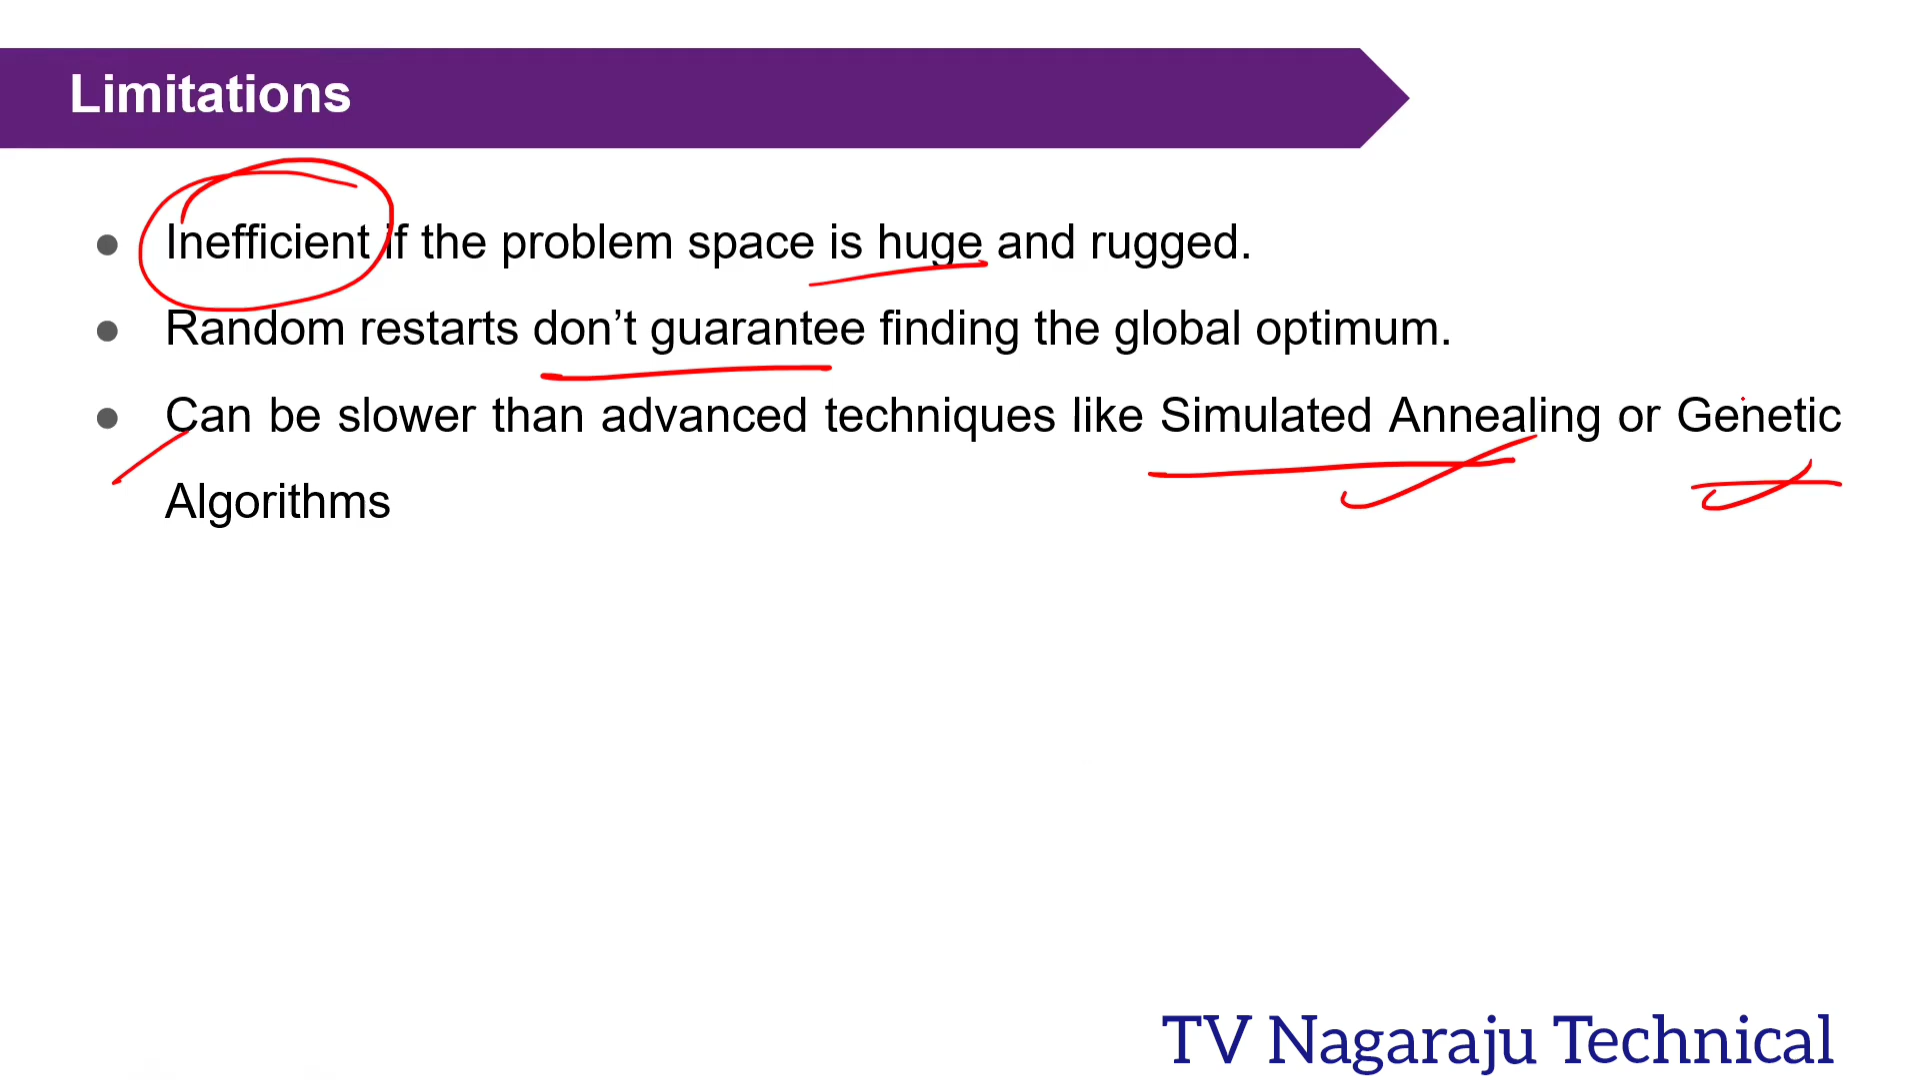 Limitations
● Inefficient if the problem space is huge and rugged.
● Random restarts don’t guarantee finding the global optimum.
● Can be slower than advanced techniques like Simulated Annealing or Genetic
Algorithms
TV Nagaraju Technical